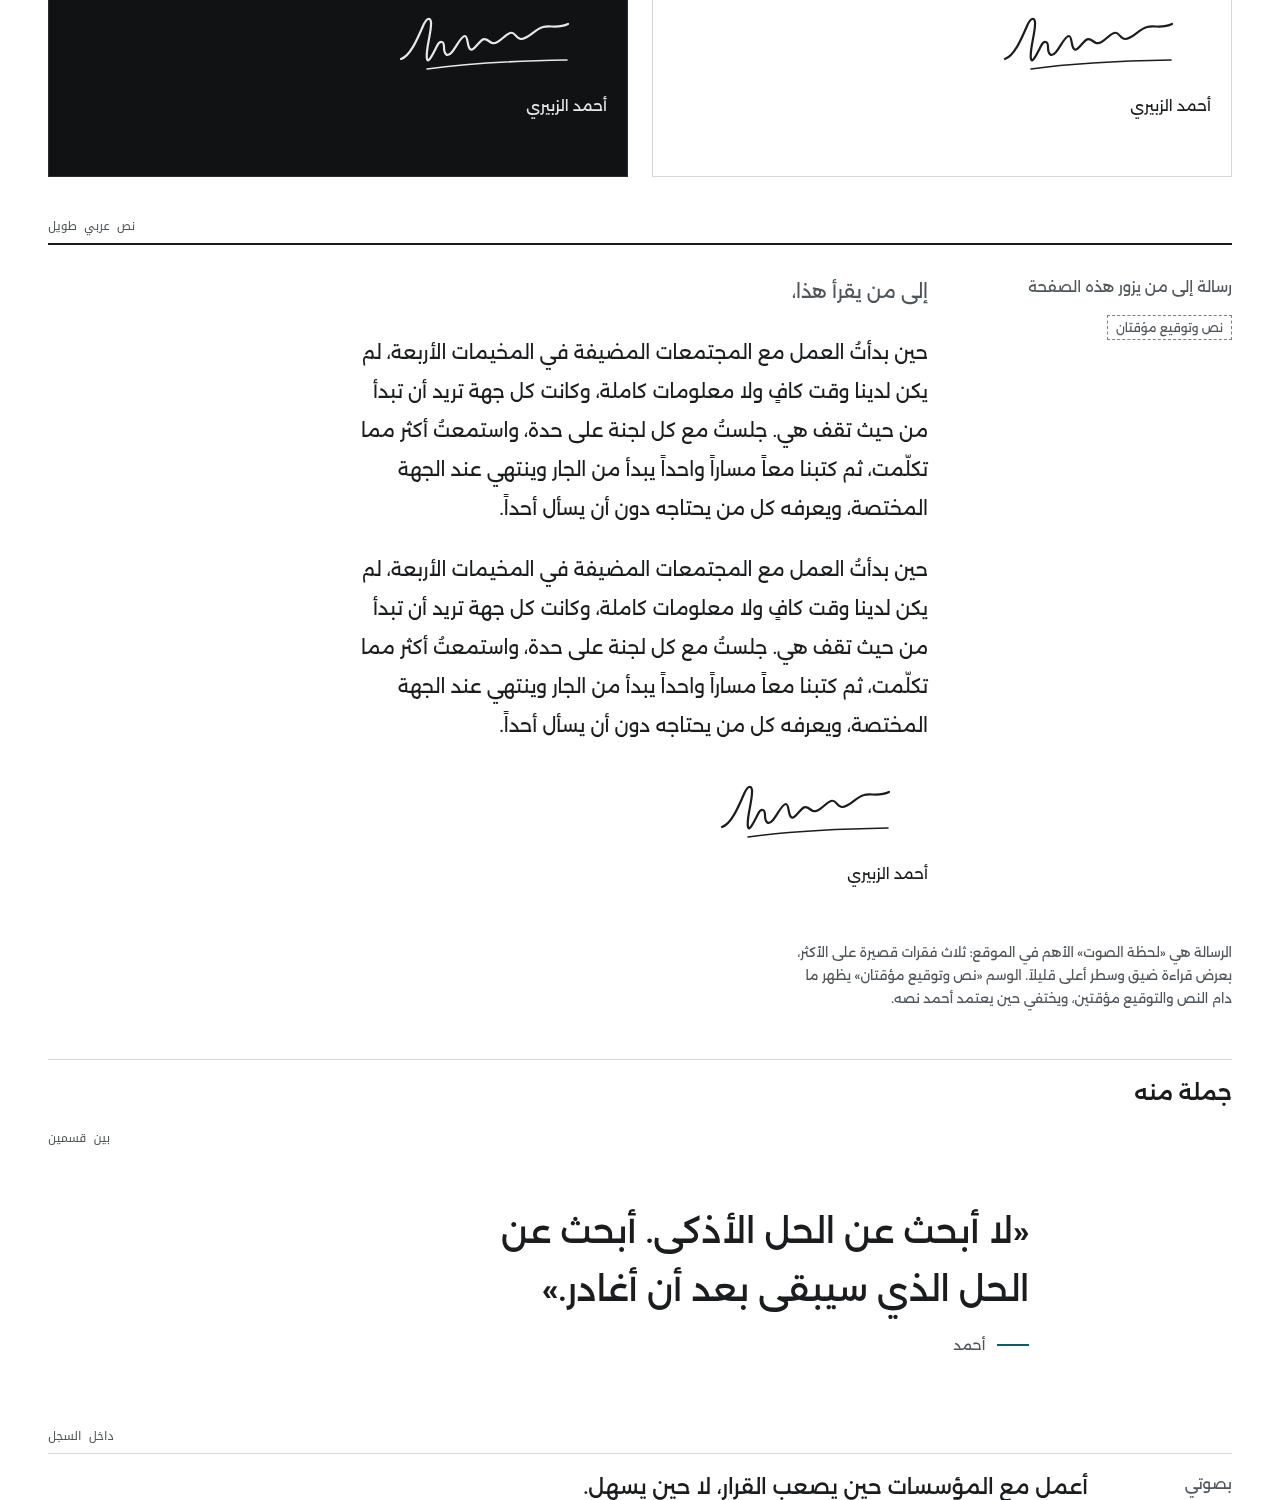 أحمد الزبيري
أحمد الزبيري
نص عربي طويل
رسالة إلى من يزور هذه الصفحة
نص وتوقيع مؤقتان
إلى من يقرأ هذا،
حين بدأتُ العمل مع المجتمعات المضيفة في المخيمات الأربعة، لم
يكن لدينا وقت كافٍ ولا معلومات كاملة، وكانت كل جهة تريد أن تبدأ
من حيث تقف هي. جلستُ مع كل لجنة على حدة، واستمعتُ أكثر مما
تكلّمت، ثم كتبنا معاً مساراً واحداً يبدأ من الجار وينتهي عند الجهة
المختصة، ويعرفه كل من يحتاجه دون أن يسأل أحداً.
حين بدأتُ العمل مع المجتمعات المضيفة في المخيمات الأربعة، لم
يكن لدينا وقت كافٍ ولا معلومات كاملة، وكانت كل جهة تريد أن تبدأ
من حيث تقف هي. جلستُ مع كل لجنة على حدة، واستمعتُ أكثر مما
تكلّمت، ثم كتبنا معاً مساراً واحداً يبدأ من الجار وينتهي عند الجهة
المختصة، ويعرفه كل من يحتاجه دون أن يسأل أحداً.
أحمد الزبيري
الرسالة هي «لحظة الصوت» الأهم في الموقع: ثلاث فقرات قصيرة على الأكثر،
بعرض قراءة ضيق وسطر أعلى قليلاً. الوسم «نص وتوقيع مؤقتان» يظهر ما
دام النص والتوقيع مؤقتين، ويختفي حين يعتمد أحمد نصه.
جملة منه
بين قسمين
«لا أبحث عن الحل الأذكى. أبحث عن
الحل الذي سيبقى بعد أن أغادر.»
أحمد
داخل السجل
بصوتي
أعمل مع المؤسسات حين يصعب القرار، لا حين يسهل.